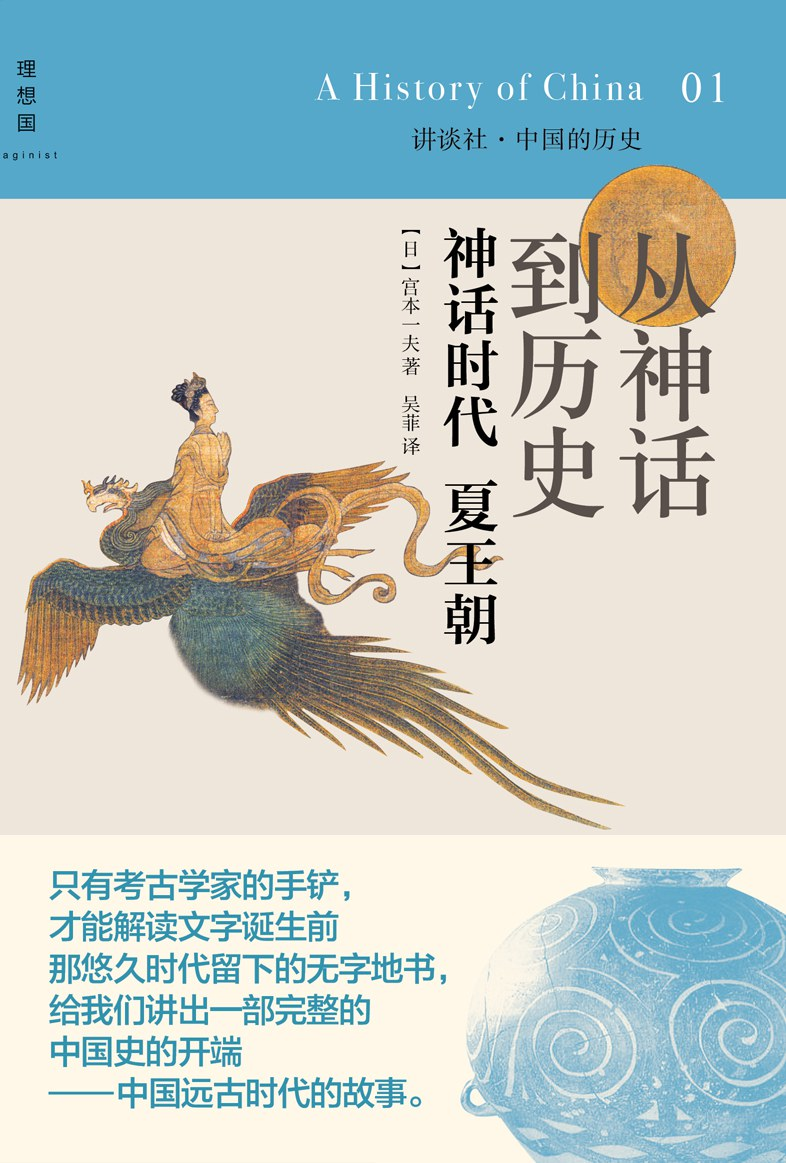 理想国
aginist
A History of China 01
讲谈社·中国的历史
从神话
到历史
神话时代 夏王朝
【日】宫本一夫著 吴菲 译
只有考古学家的手铲，
才能解读文字诞生前
那悠久时代留下的无字地书，
给我们讲出一部完整的
中国史的开端
——中国远古时代的故事。